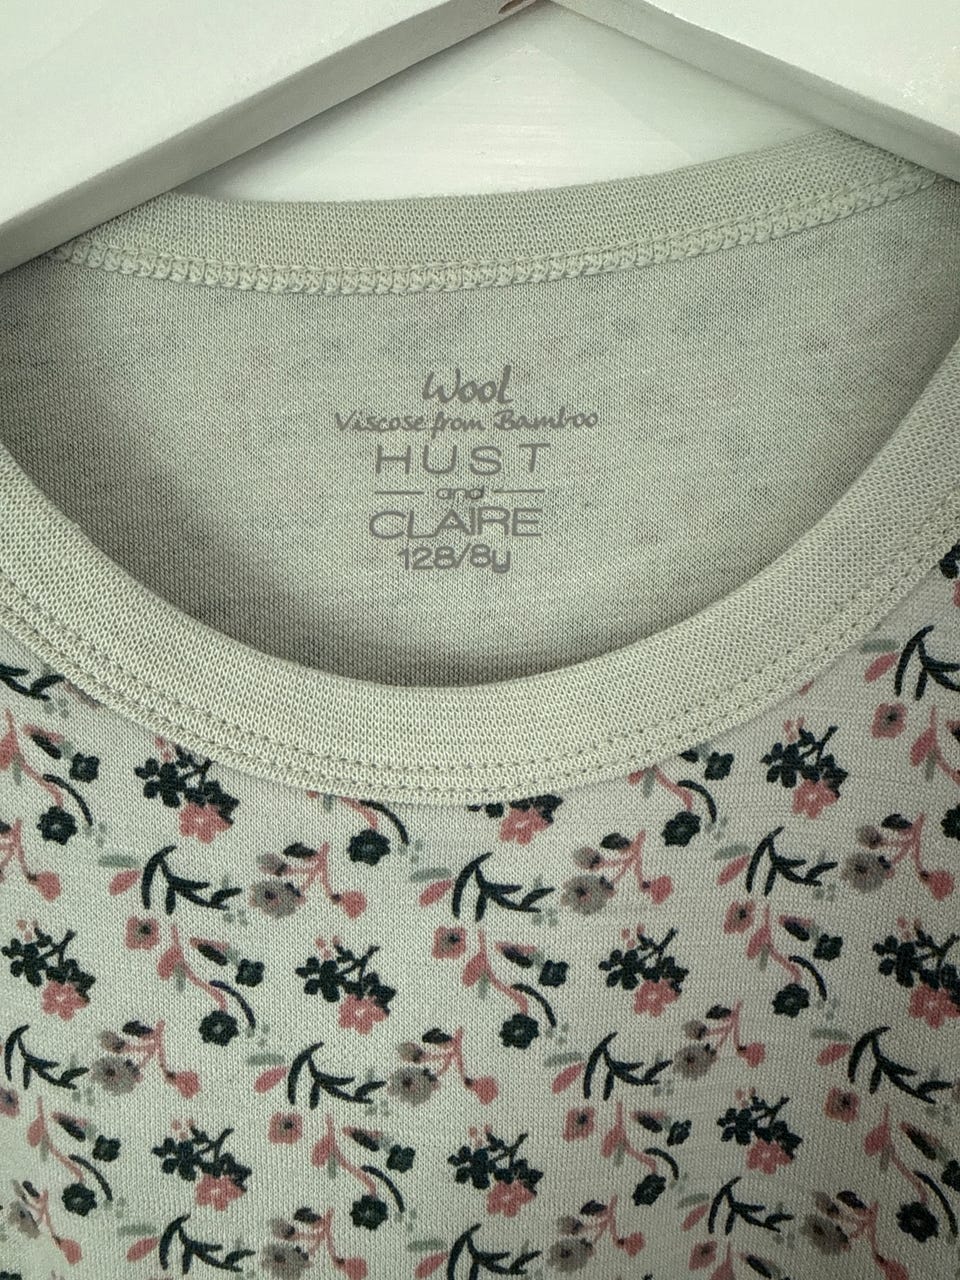 Wool
Viscose from Bamboo
HUST
and
CLAIRE
128/8y